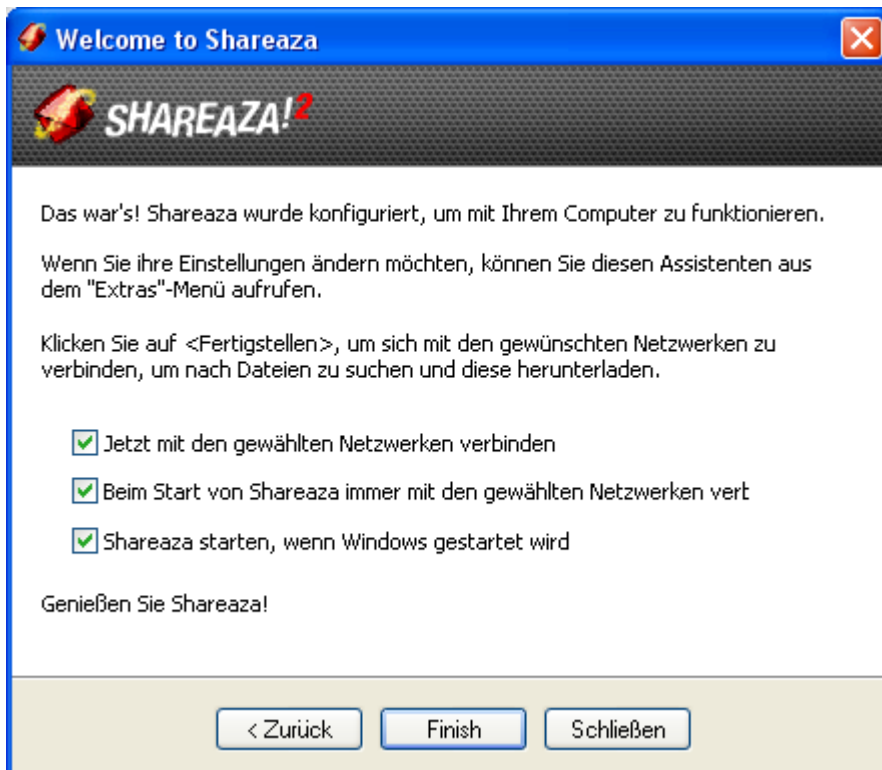 Welcome to Shareaza
SHAREAZA!2
Das war's! Shareaza wurde konfiguriert, um mit Ihrem Computer zu funktionieren.
Wenn Sie ihre Einstellungen ändern möchten, können Sie diesen Assistenten aus
dem "Extras"-Menü aufrufen.
Klicken Sie auf <Fertigstellen>, um sich mit den gewünschten Netzwerken zu
verbinden, um nach Dateien zu suchen und diese herunterladen.
Jetzt mit den gewählten Netzwerken verbinden
Beim Start von Shareaza immer mit den gewählten Netzwerken vert
Shareaza starten, wenn Windows gestartet wird
Genießen Sie Shareaza!
< Zurück
Finish
Schließen